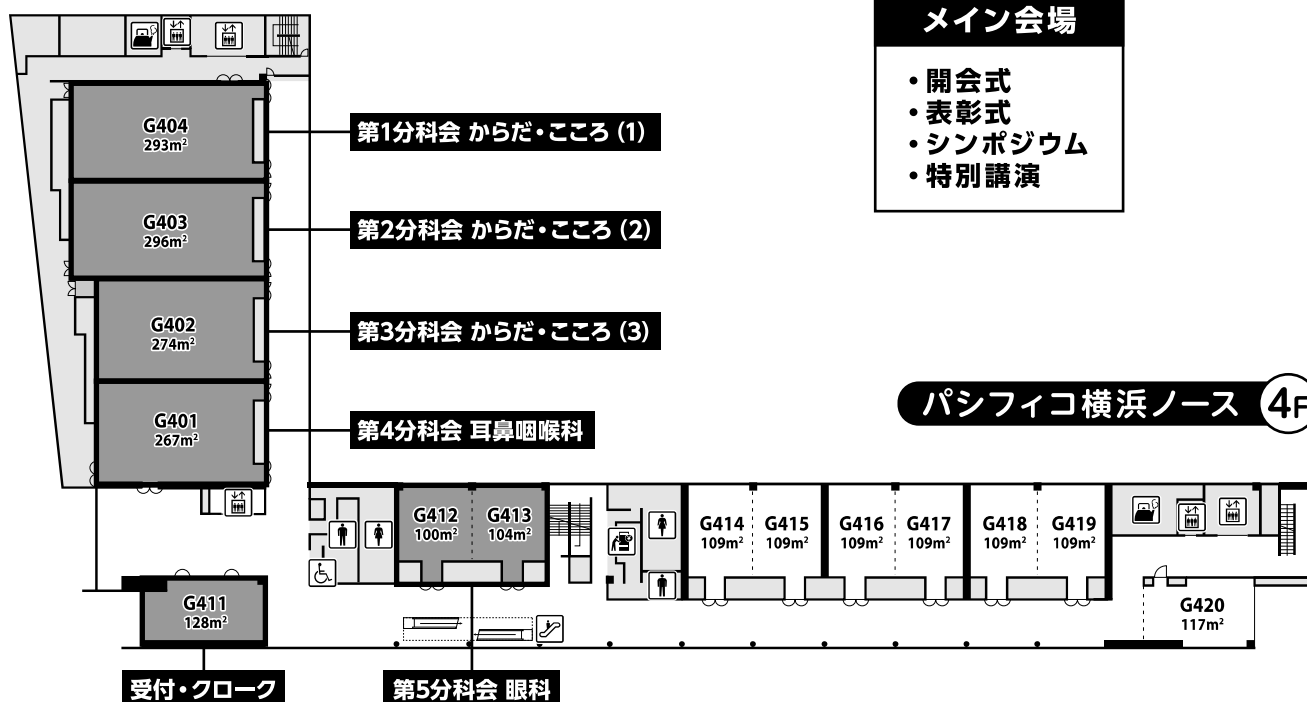 メイン会場
・開会式
・表彰式
・シンポジウム
・特別講演
G404
293m²
第1分科会 からだ・こころ (1)
G403
296m²
第2分科会 からだ・こころ (2)
G402
274m²
第3分科会 からだ・こころ (3)
パシフィコ横浜ノース 4F
G401
267m²
第4分科会 耳鼻咽喉科
G412
100m²
G413
104m²
G414
109m²
G415
109m²
G416
109m²
G417
109m²
G418
109m²
G419
109m²
G411
128m²
G420
117m²
受付・クローク
第5分科会 眼科